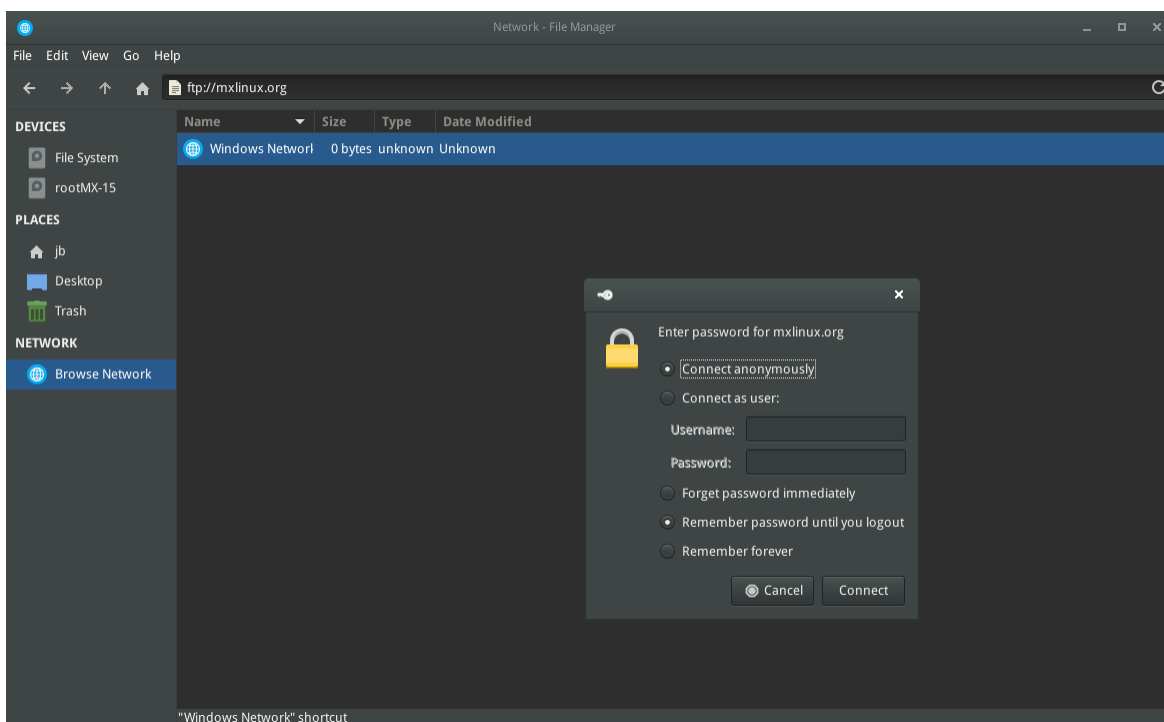 Network - File Manager
File Edit View Go Help
ftp://mxlinux.org
DEVICES
File System
rootMX-15
PLACES
jb
Desktop
Trash
NETWORK
Browse Network
Name Size Type Date Modified
Windows Network 0 bytes unknown Unknown
Enter password for mxlinux.org
Connect anonymously
Connect as user:
Username:
Password:
Forget password immediately
Remember password until you logout
Remember forever
Cancel Connect
"Windows Network" shortcut